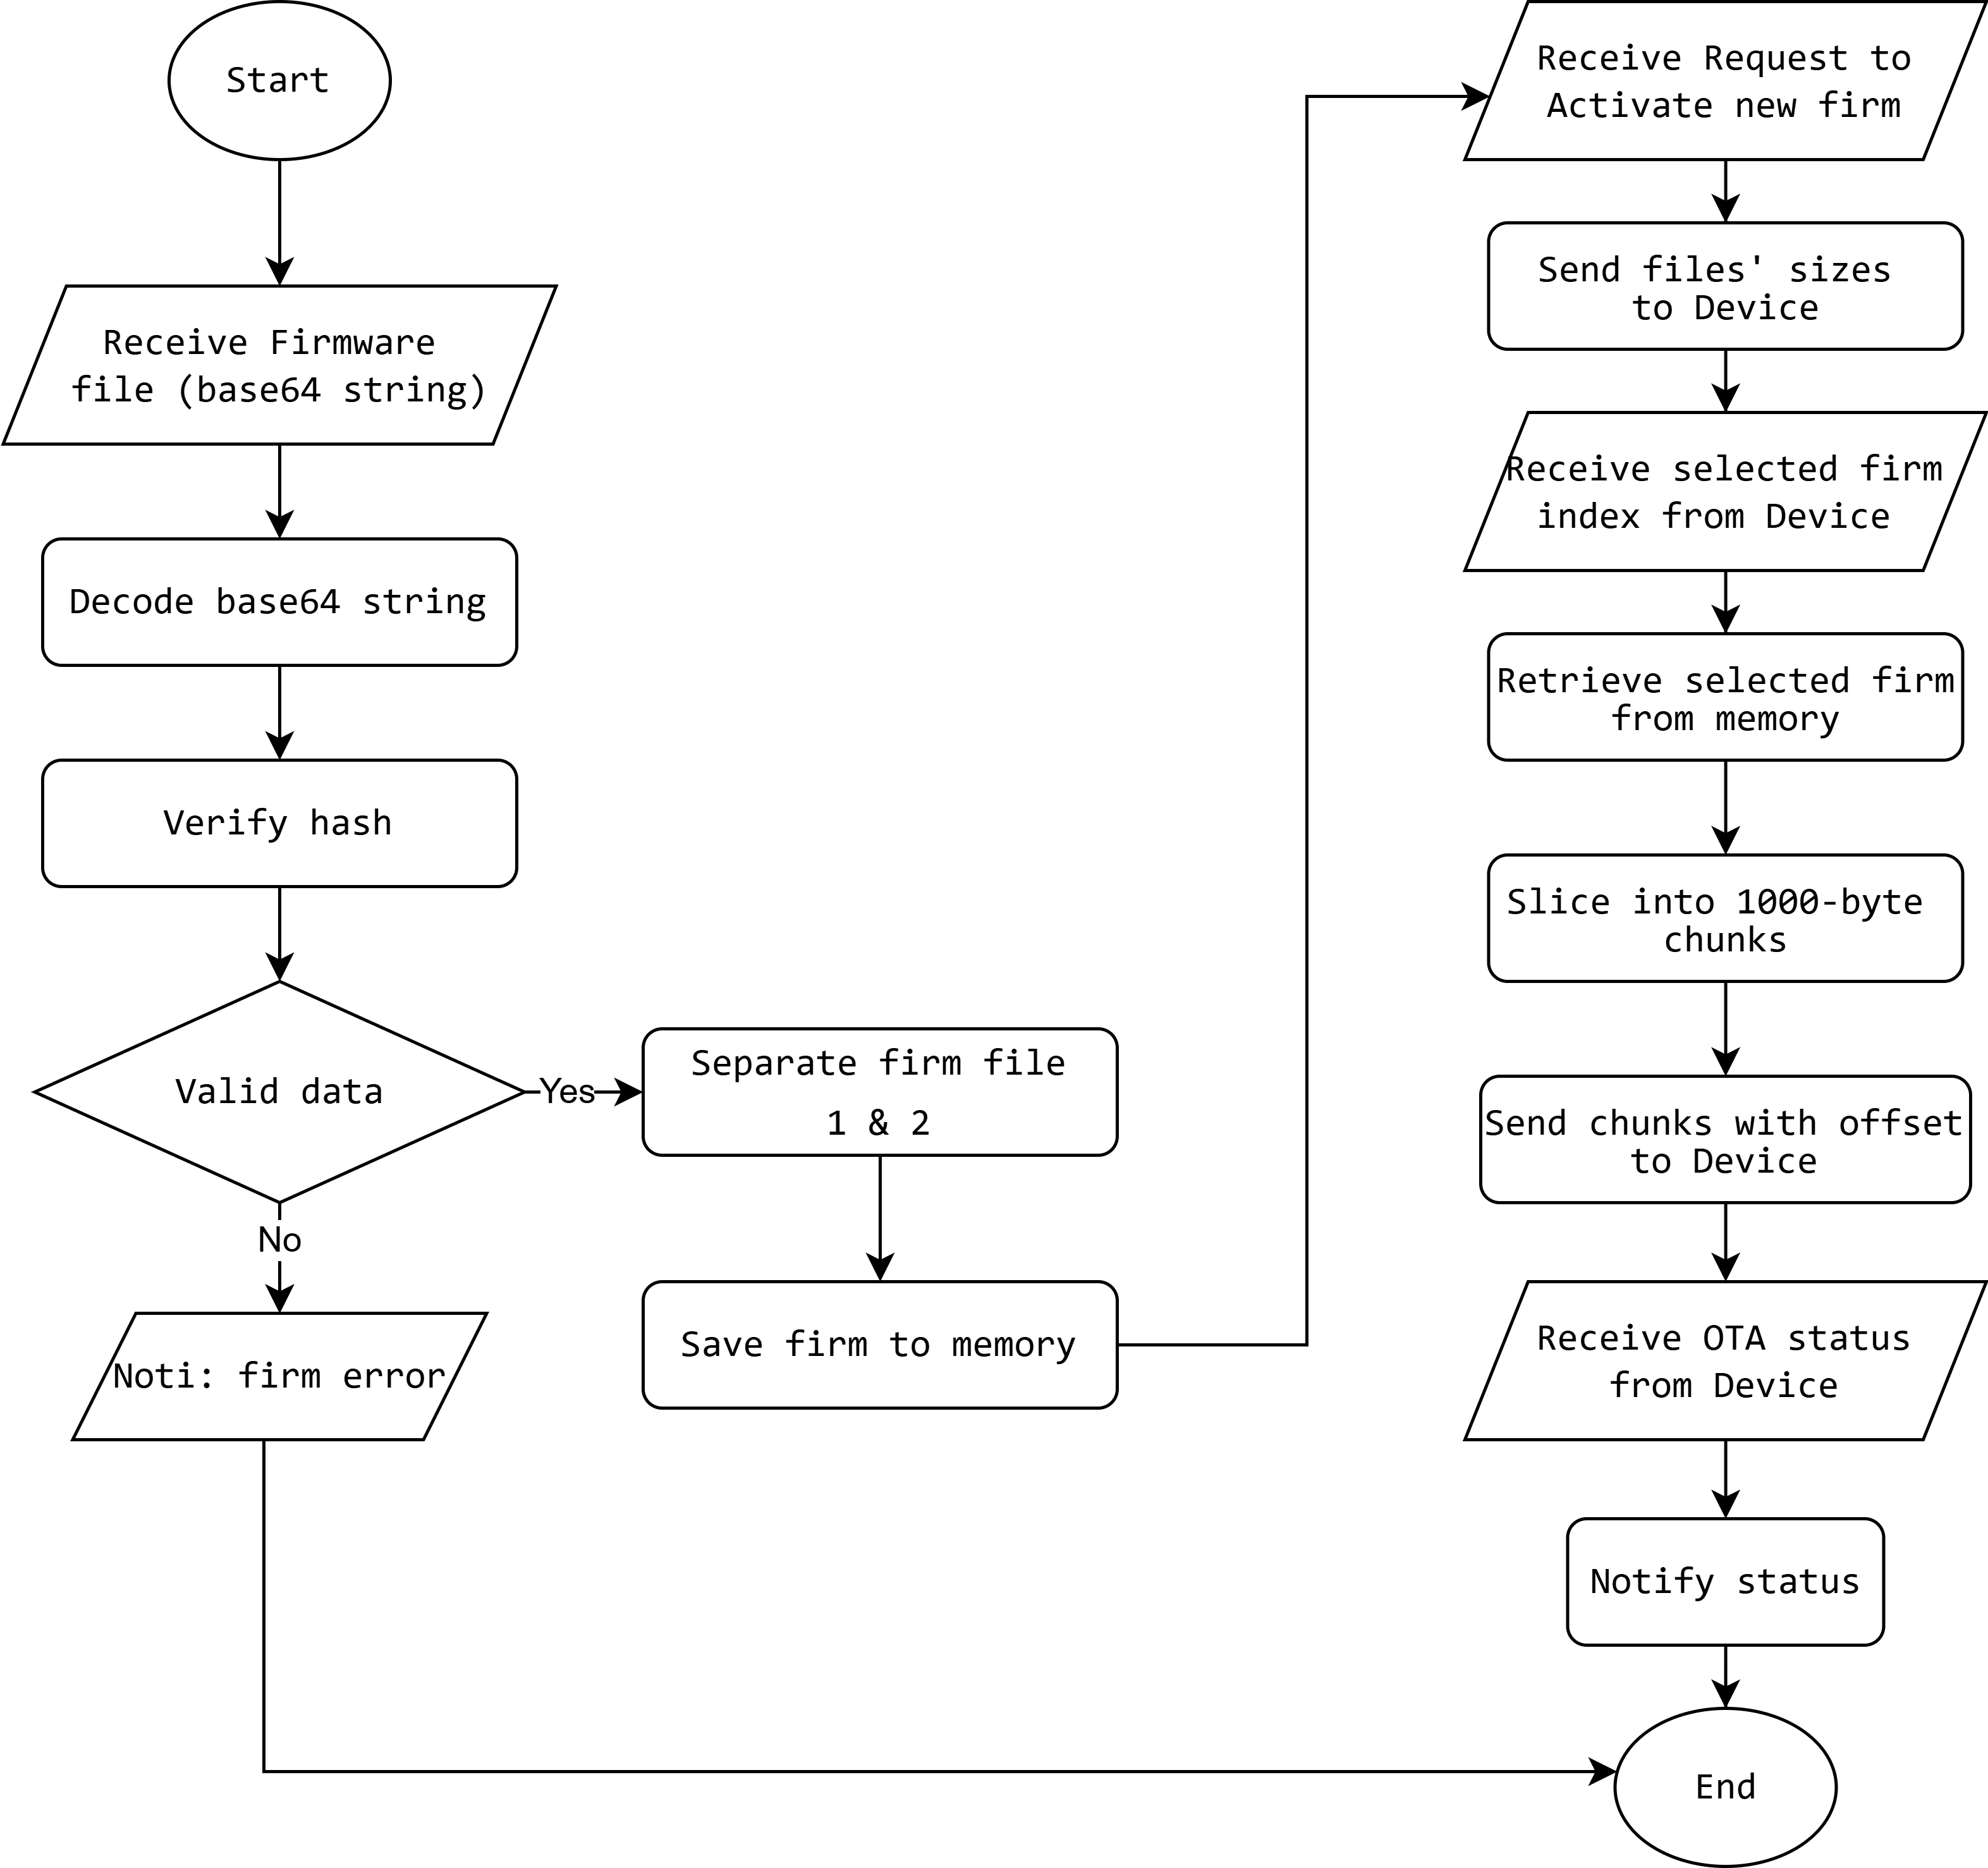 Start
Receive Firmware
file (base64 string)
Decode base64 string
Verify hash
Valid data
Yes
No
Noti: firm error
Separate firm file
1 & 2
Save firm to memory
Receive Request to
Activate new firm
Send files' sizes
to Device
Receive selected firm
index from Device
Retrieve selected firm
from memory
Slice into 1000-byte
chunks
Send chunks with offset
to Device
Receive OTA status
from Device
Notify status
End